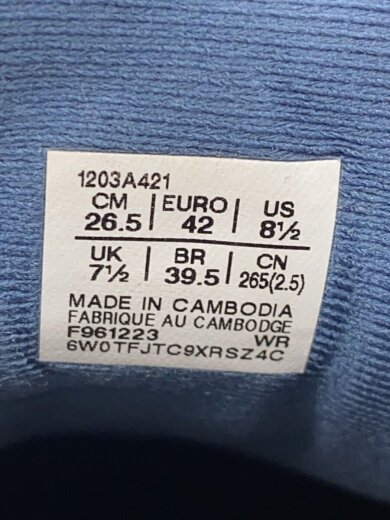 1203A421
CM 26.5 | EURO 42 | US 8½
UK 7½ | BR 39.5 | CN 265(2.5)
MADE IN CAMBODIA
FABRIQUE AU CAMBODGE
F961223 WR
6W0TFJTC9XRSZ4C